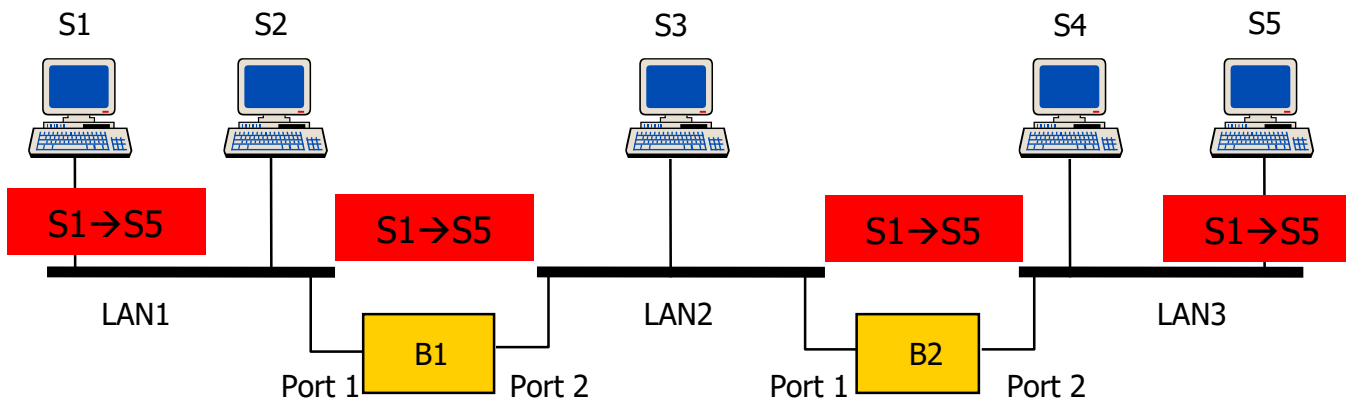 S1 S2 S3 S4 S5
S1→S5 S1→S5 S1→S5 S1→S5
LAN1 LAN2 LAN3
B1 B2
Port 1 Port 2 Port 1 Port 2